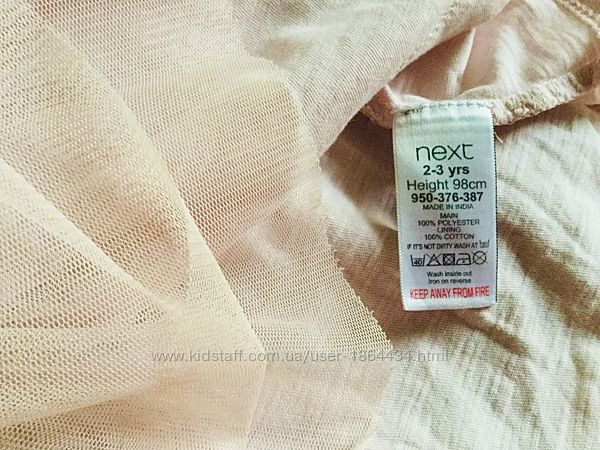 next
2-3 yrs
Height 98cm
950-376-387
MADE IN INDIA
MAIN
100% POLYESTER
LINING
100% COTTON
IF IT'S NOT DIRTY WASH AT
40
Wash inside out
Iron on reverse
KEEP AWAY FROM FIRE
www.kidstaff.com.ua/user-1864434.html